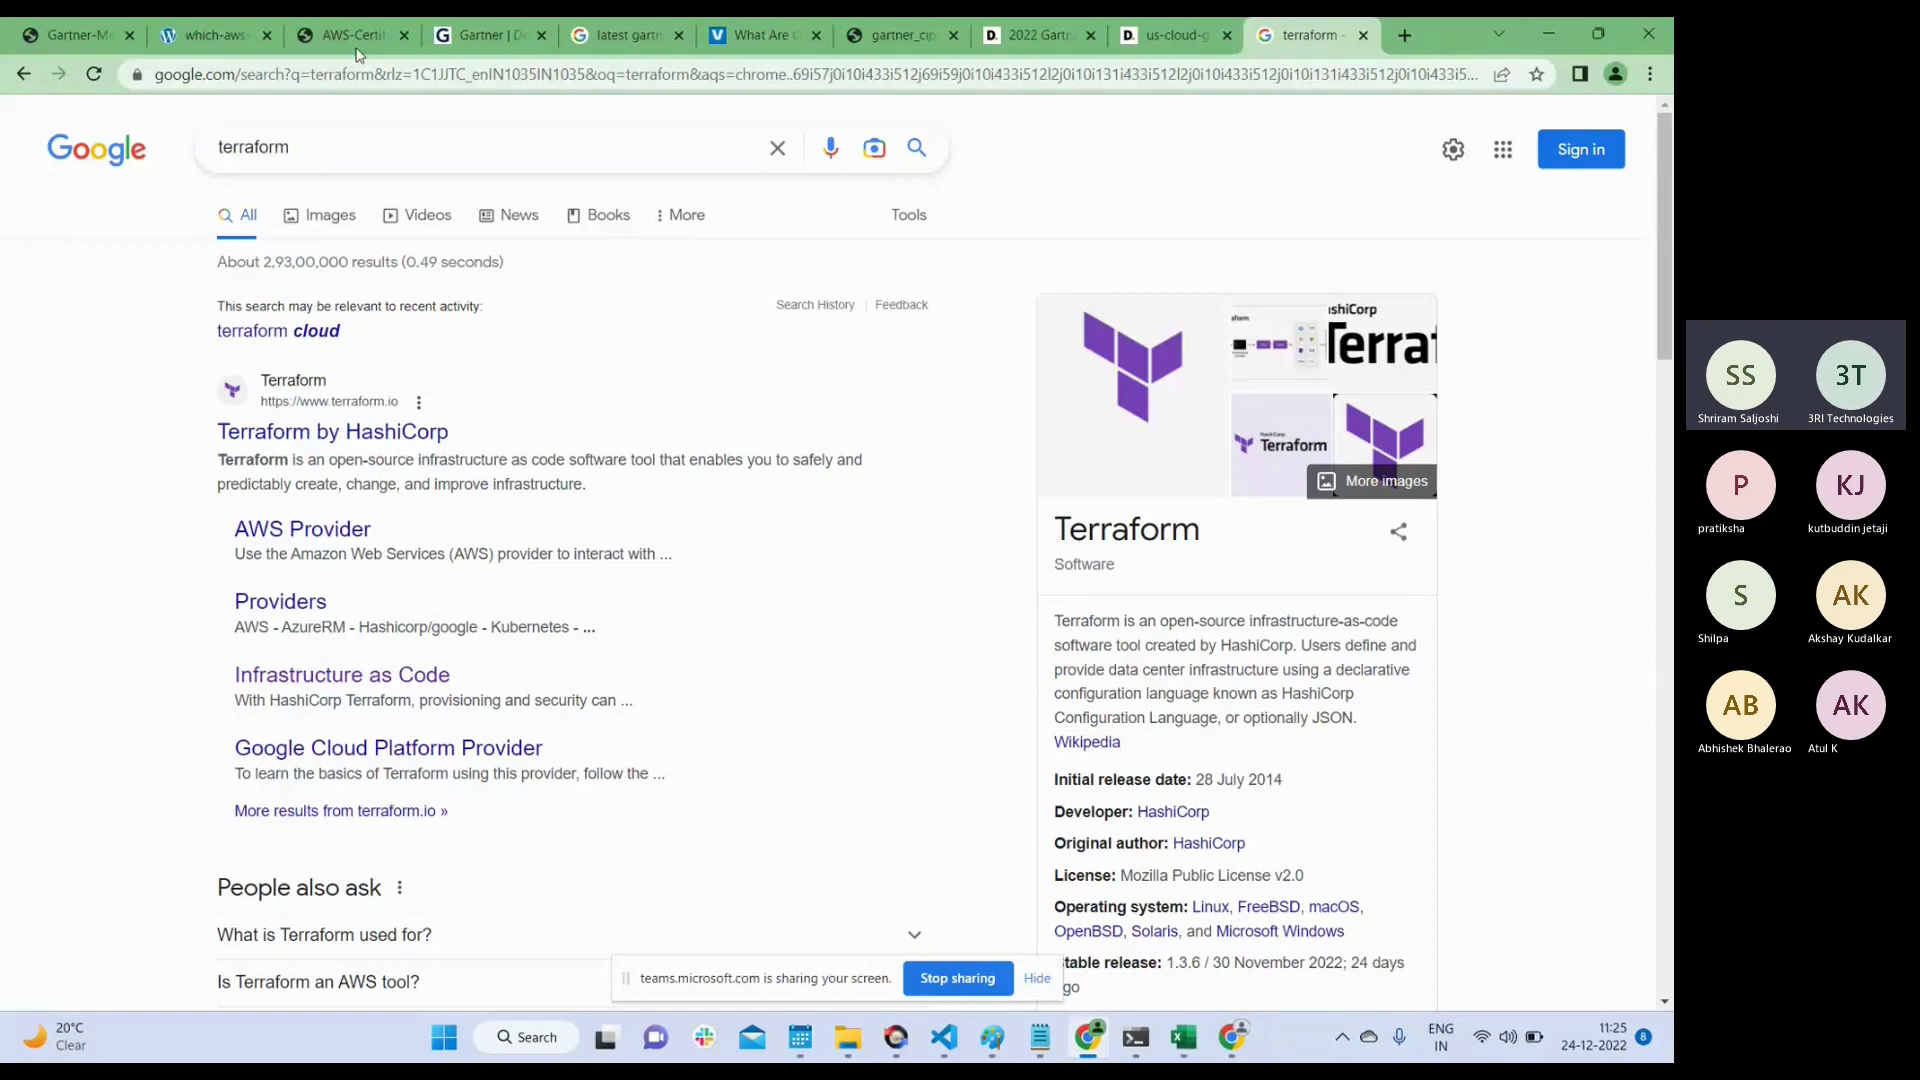 Gartner-Ma
which-aws-
AWS-Certif
Gartner | De
latest gartn
What Are G
gartner_cip
2022 Gartn
us-cloud-g
terraform -
google.com/search?q=terraform&rlz=1C1JJTC_enIN1035IN1035&oq=terraform&aqs=chrome..69i57j0i10i433i512j69i59j0i10i433i512l2j0i10i131i433i512j0i10i433i512l2j0i10i131i433i512j0i10i433i5...
Google
terraform
Sign in
All
Images
Videos
News
Books
More
Tools
About 2,93,00,000 results (0.49 seconds)
This search may be relevant to recent activity:
Search History
Feedback
terraform cloud
Terraform
https://www.terraform.io
Terraform by HashiCorp
Terraform is an open-source infrastructure as code software tool that enables you to safely and
predictably create, change, and improve infrastructure.
AWS Provider
Use the Amazon Web Services (AWS) provider to interact with ...
Providers
AWS - AzureRM - Hashicorp/google - Kubernetes - ...
Infrastructure as Code
With HashiCorp Terraform, provisioning and security can ...
Google Cloud Platform Provider
To learn the basics of Terraform using this provider, follow the ...
More results from terraform.io »
People also ask
What is Terraform used for?
Is Terraform an AWS tool?
shiCorp
Terra
Terraform
More images
Terraform
Software
Terraform is an open-source infrastructure-as-code
software tool created by HashiCorp. Users define and
provide data center infrastructure using a declarative
configuration language known as HashiCorp
Configuration Language, or optionally JSON.
Wikipedia
Initial release date: 28 July 2014
Developer: HashiCorp
Original author: HashiCorp
License: Mozilla Public License v2.0
Operating system: Linux, FreeBSD, macOS,
OpenBSD, Solaris, and Microsoft Windows
table release: 1.3.6 / 30 November 2022; 24 days
go
teams.microsoft.com is sharing your screen.
Stop sharing
Hide
SS
Shriram Saljoshi
3T
3RI Technologies
P
pratiksha
KJ
kutbuddin jetaji
S
Shilpa
AK
Akshay Kudalkar
AB
Abhishek Bhalerao
AK
Atul K
20°C
Clear
Search
ENG
IN
11:25
24-12-2022
8